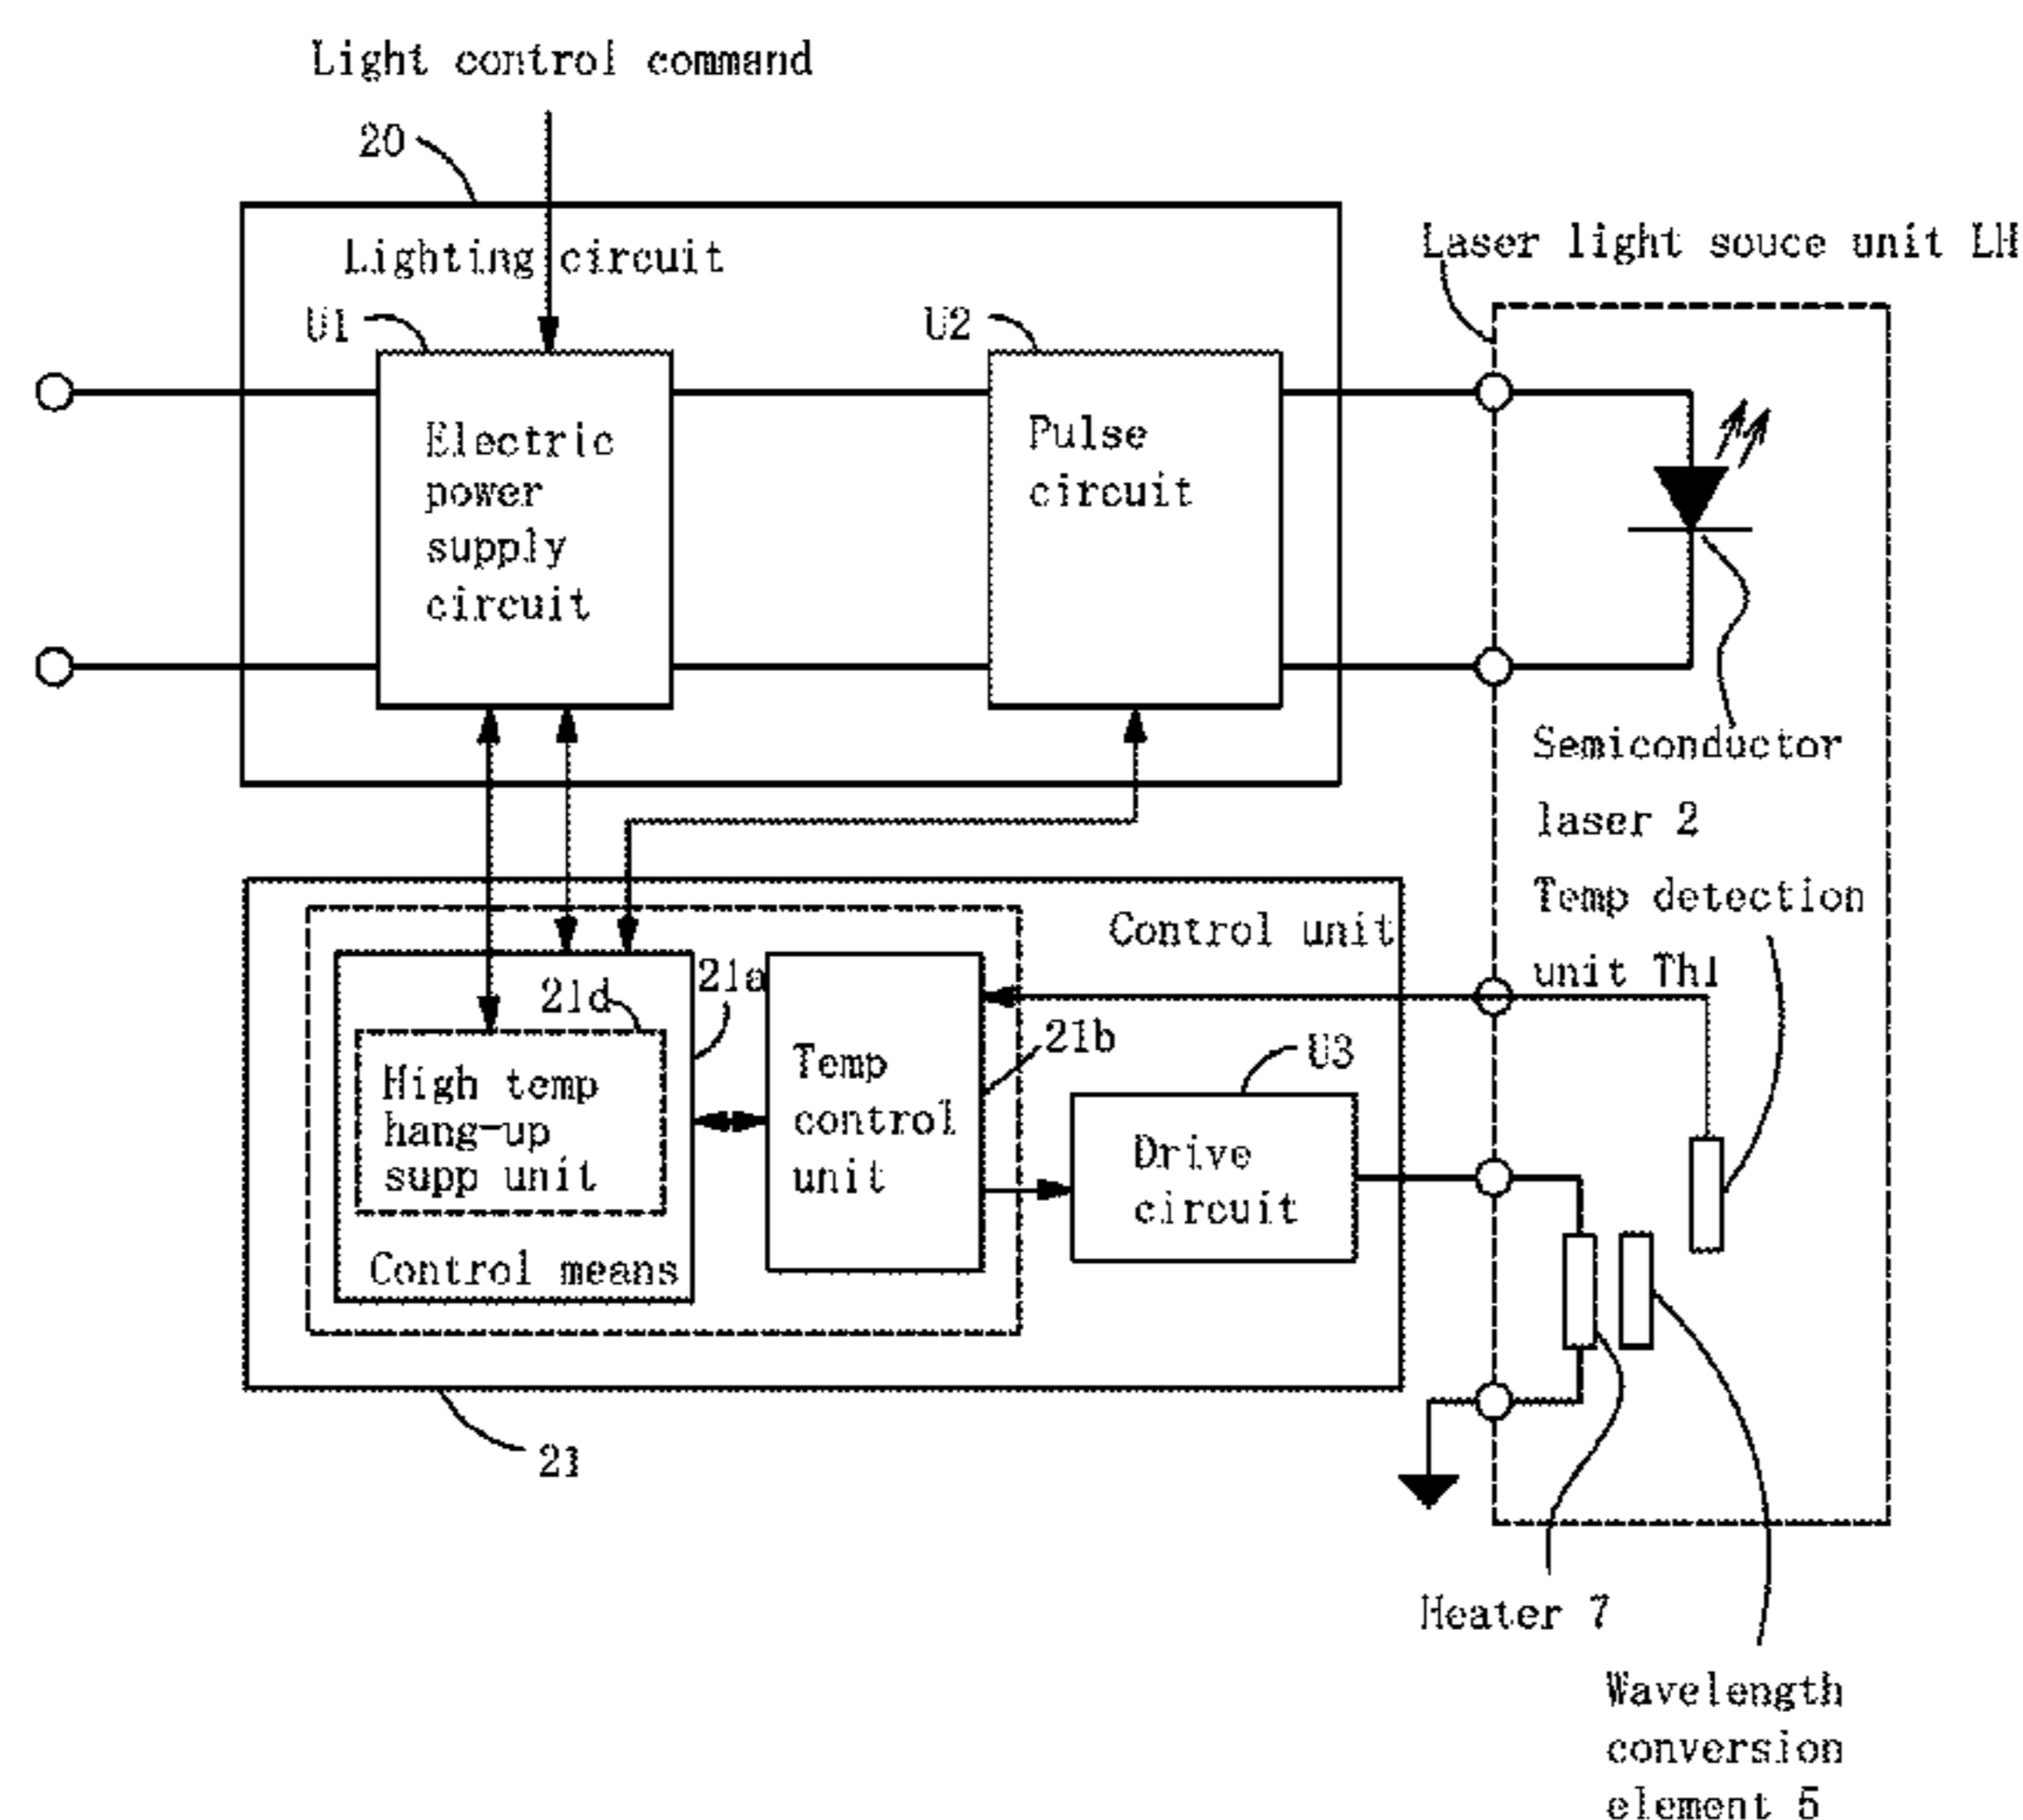 Light control command
20
Lighting circuit
Laser light souce unit LH
U1
U2
Electric
power
supply
circuit
Pulse
circuit
Semiconductor
laser 2
Temp detection
unit Th1
Control unit
21a
21d
21b
U3
High temp
hang-up
supp unit
Control means
Temp
control
unit
Drive
circuit
21
Heater 7
Wavelength
conversion
element 5